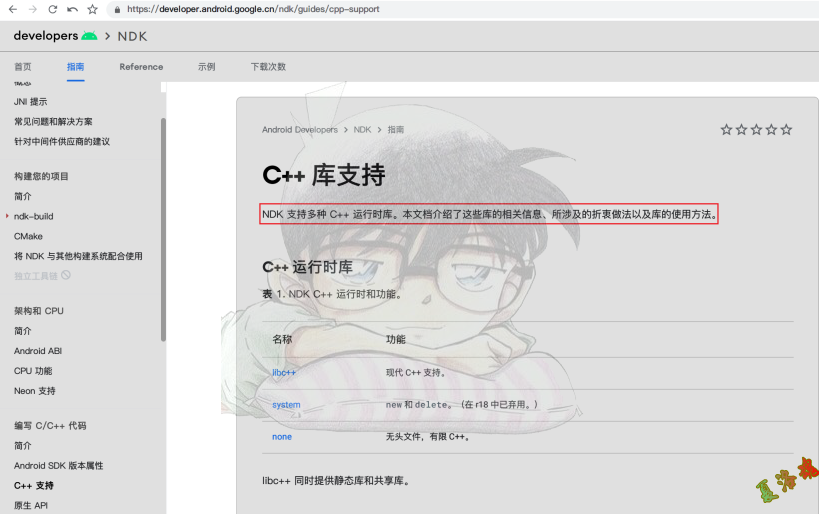 https://developer.android.google.cn/ndk/guides/cpp-support
developers > NDK
首页 指南 Reference 示例 下载次数
概念
JNI 提示
常见问题和解决方案
针对中间件供应商的建议
构建您的项目
简介
ndk-build
CMake
将 NDK 与其他构建系统配合使用
独立工具链
架构和 CPU
简介
Android ABI
CPU 功能
Neon 支持
编写 C/C++ 代码
简介
Android SDK 版本属性
C++ 支持
原生 API
Android Developers > NDK > 指南
C++ 库支持
NDK 支持多种 C++ 运行时库。本文档介绍了这些库的相关信息、所涉及的折衷做法以及库的使用方法。
C++ 运行时库
表 1. NDK C++ 运行时和功能。
名称 功能
libc++ 现代 C++ 支持。
system new 和 delete。（在 r18 中已弃用。）
none 无头文件，有限 C++。
libc++ 同时提供静态库和共享库。